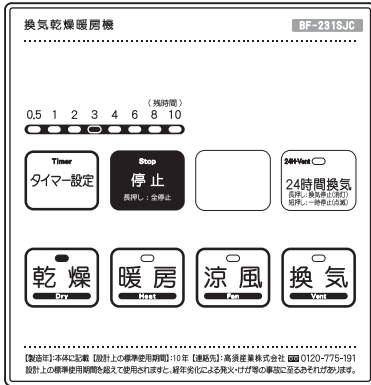 換気乾燥暖房機 BF-231SJC
（残時間）
0.5 1 2 3 4 6 8 10
Timer
タイマー設定
Stop
停止
長押し：全停止
24H-Vent
24時間換気
長押し：換気停止(消灯)
短押し：一時停止(点滅)
乾燥
Dry
暖房
Heat
涼風
Fan
換気
Vent
【製造年】:本体に記載 【設計上の標準使用期間】:10年 【連絡先】:高須産業株式会社 0120-775-191
設計上の標準使用期間を超えて使用されますと、経年劣化による発火・けが等の事故に至るおそれがあります。